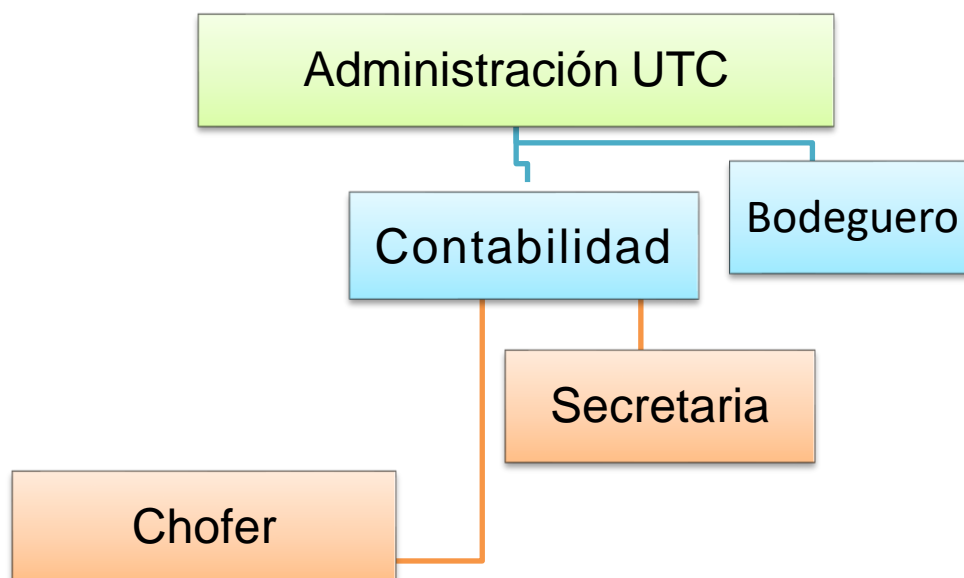 Administración UTC
Bodeguero
Contabilidad
Secretaria
Chofer